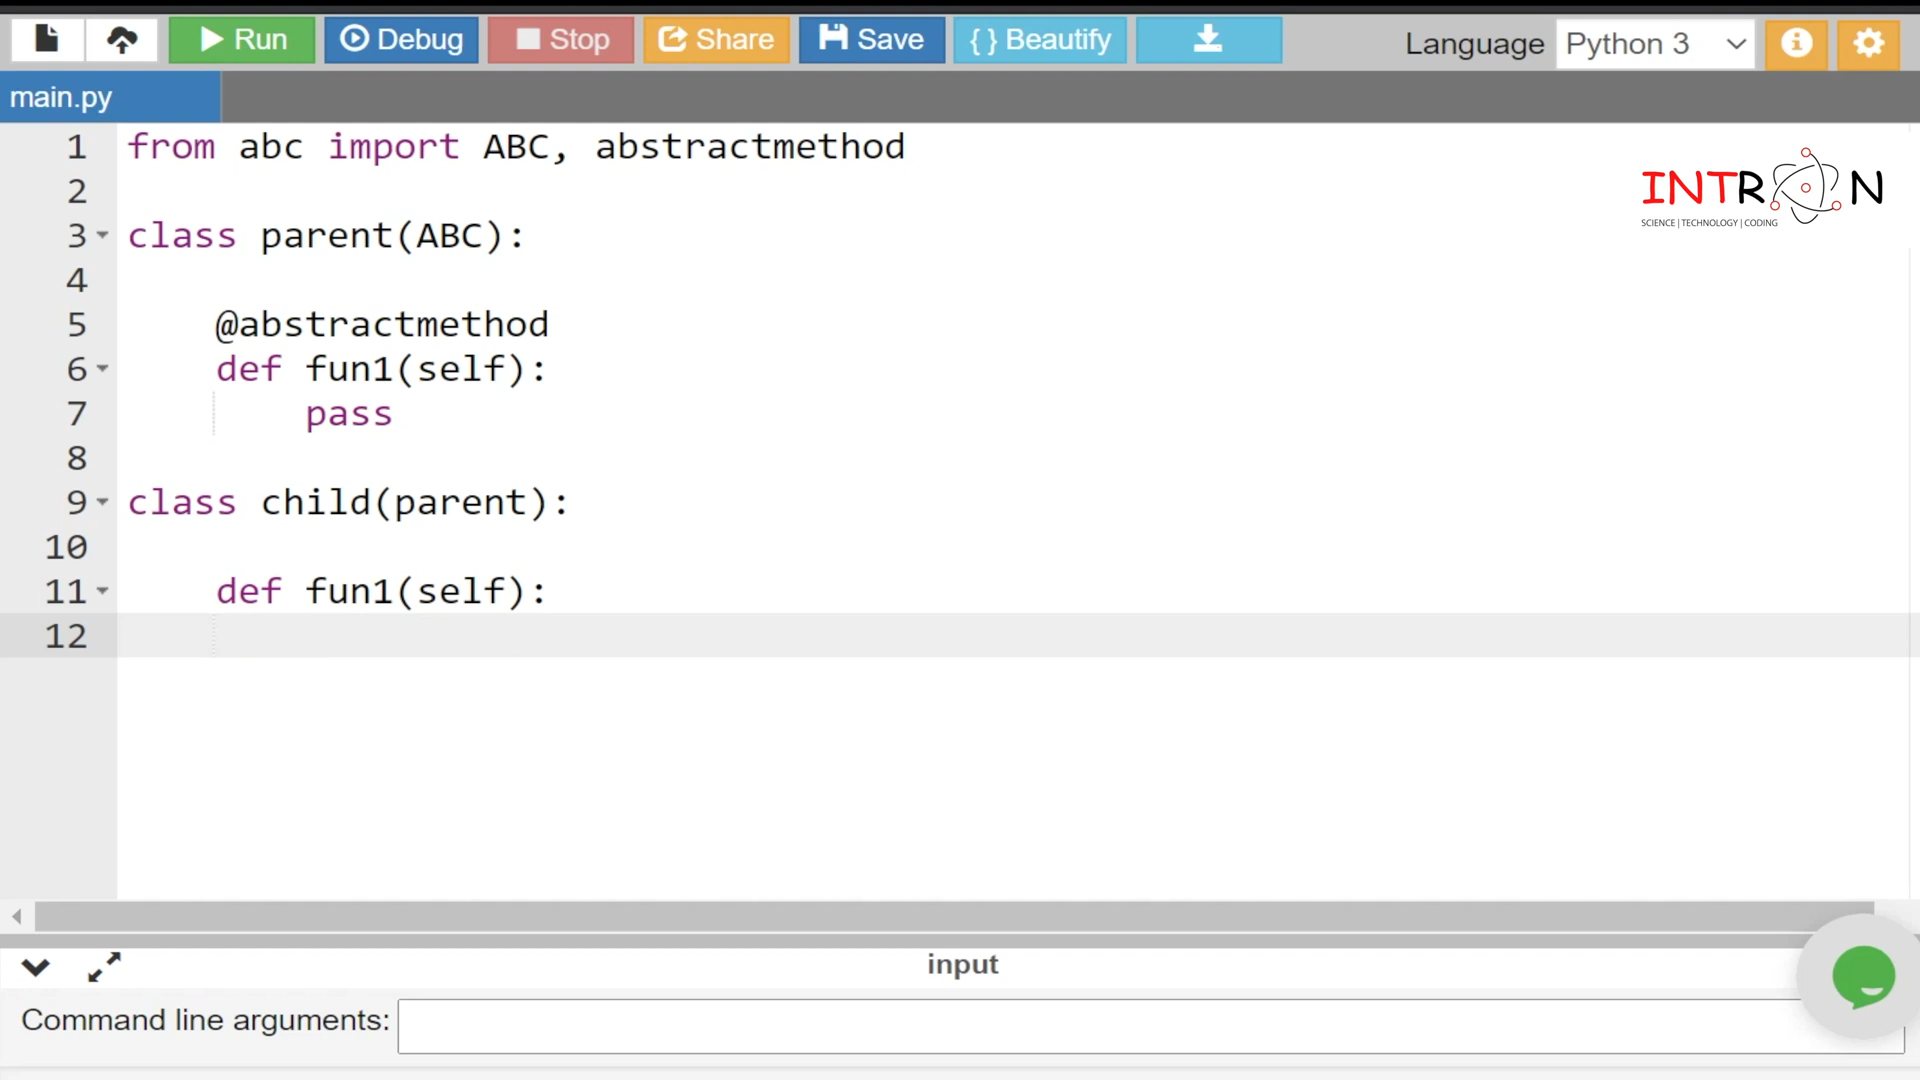 Run Debug Stop Share Save { } Beautify Language Python 3
main.py
1 from abc import ABC, abstractmethod
2
3 class parent(ABC):
4
5 @abstractmethod
6 def fun1(self):
7 pass
8
9 class child(parent):
10
11 def fun1(self):
12
INTRON
SCIENCE | TECHNOLOGY | CODING
input
Command line arguments: